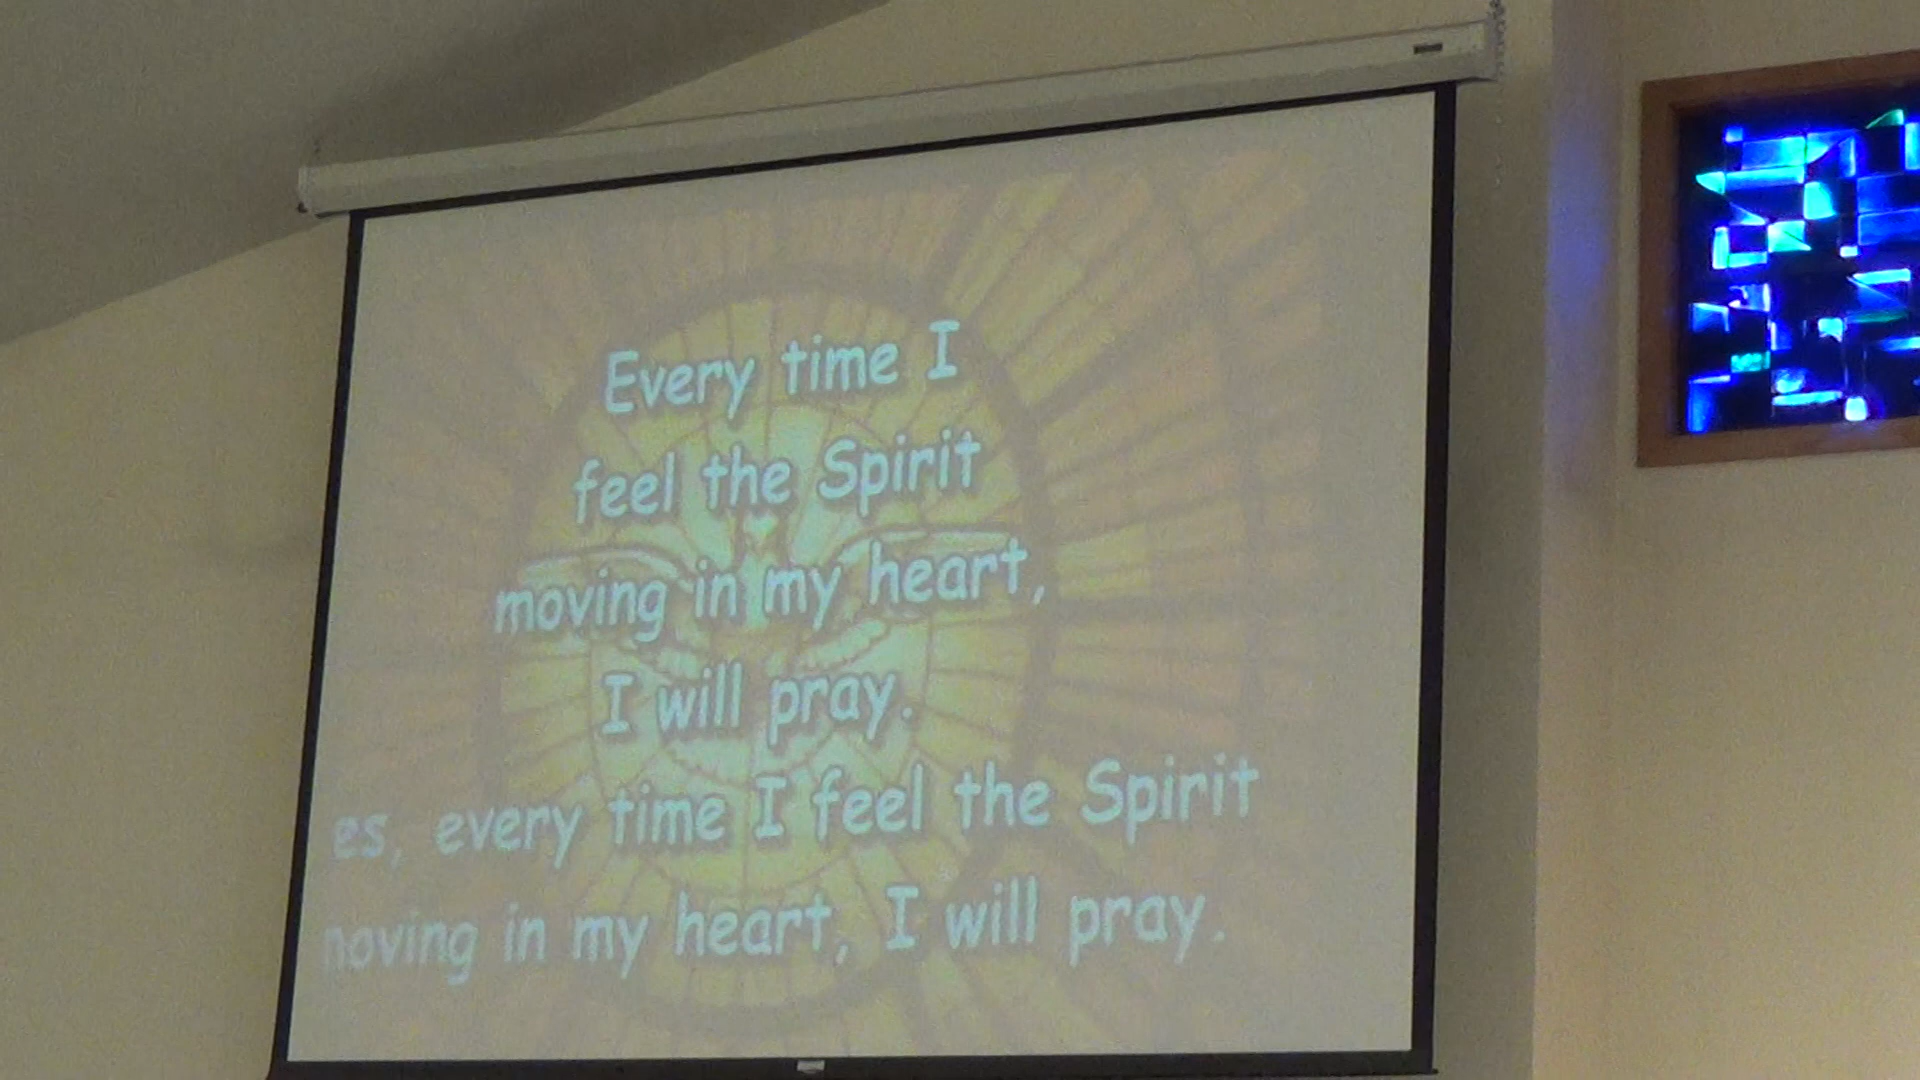 Every time I
feel the Spirit
moving in my heart,
I will pray.
es, every time I feel the Spirit
moving in my heart, I will pray.